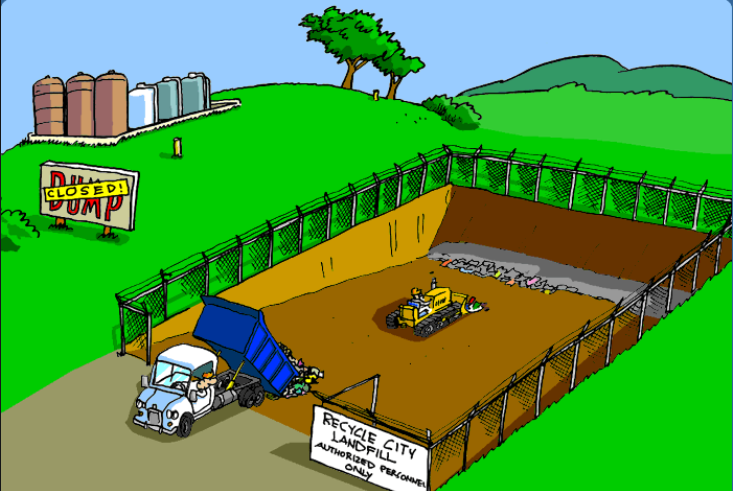 DUMP
CLOSED!
RECYCLE CITY
LANDFILL
AUTHORIZED PERSONNEL
ONLY